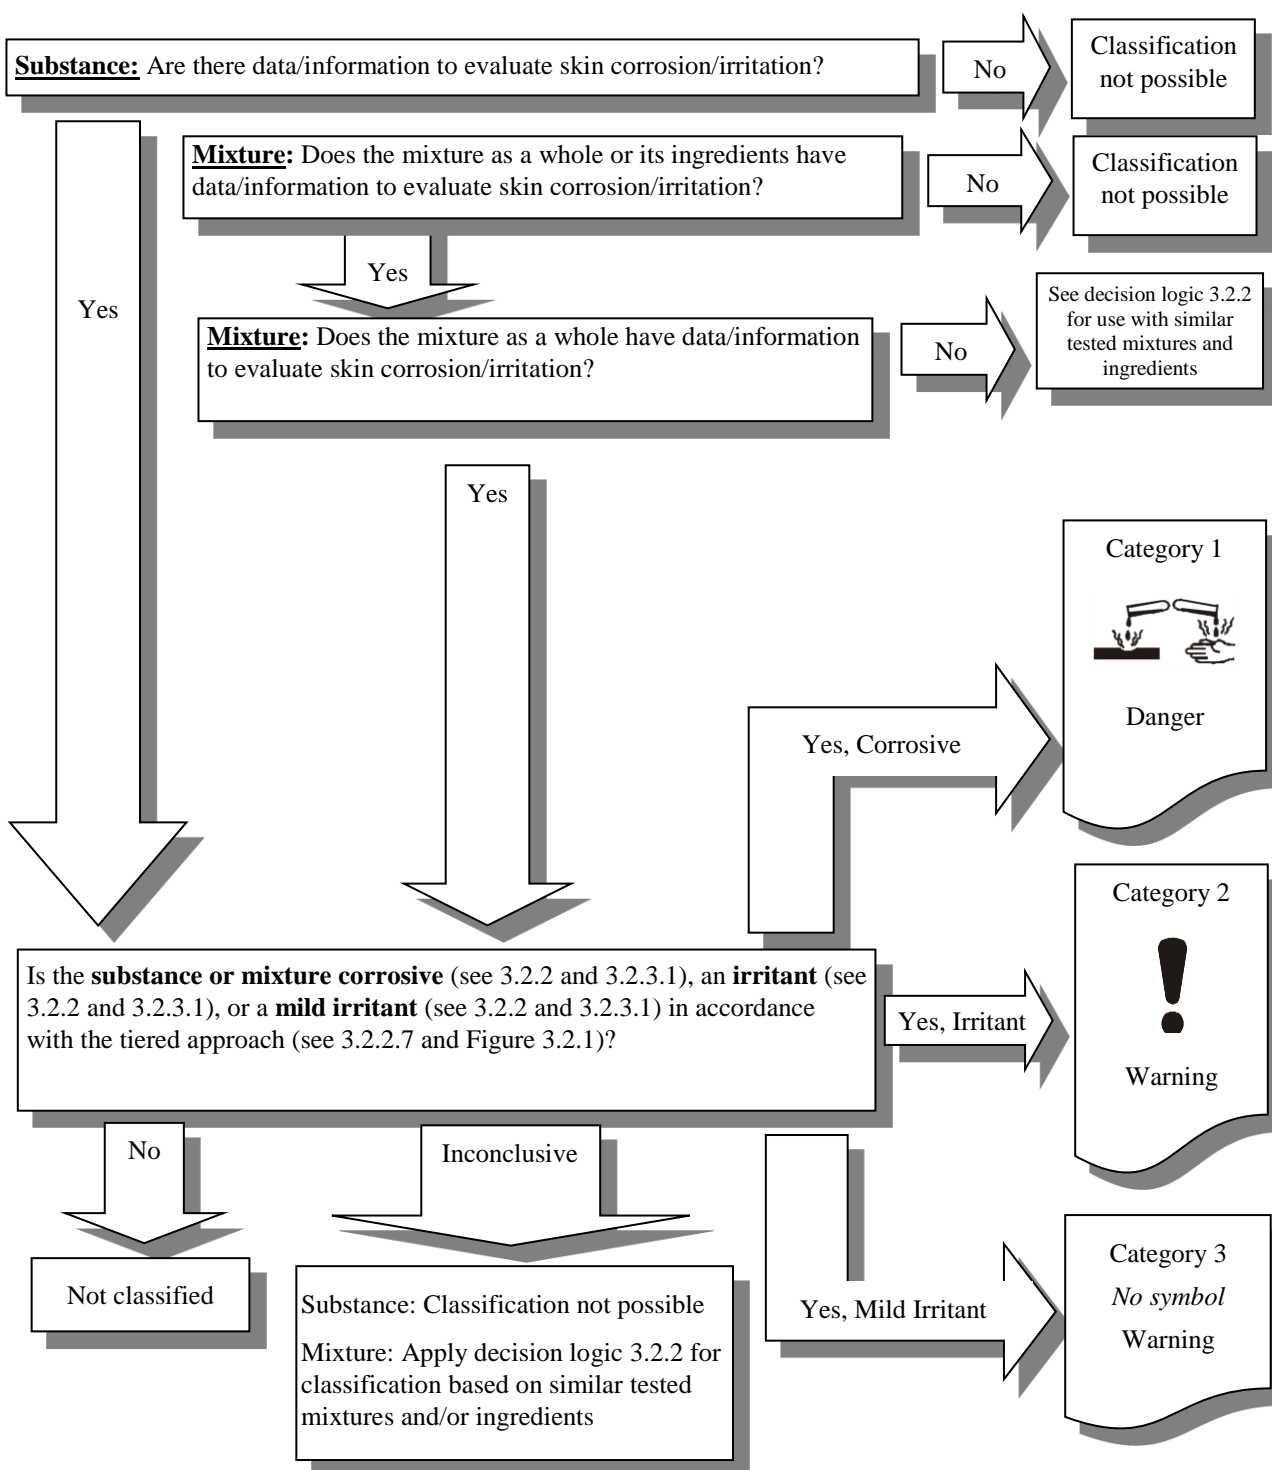 Substance: Are there data/information to evaluate skin corrosion/irritation?
No
Classification
not possible
Mixture: Does the mixture as a whole or its ingredients have
data/information to evaluate skin corrosion/irritation?
No
Classification
not possible
Yes
Yes
Mixture: Does the mixture as a whole have data/information
to evaluate skin corrosion/irritation?
No
See decision logic 3.2.2
for use with similar
tested mixtures and
ingredients
Yes
Category 1
Danger
Yes, Corrosive
Category 2
Warning
Is the substance or mixture corrosive (see 3.2.2 and 3.2.3.1), an irritant (see
3.2.2 and 3.2.3.1), or a mild irritant (see 3.2.2 and 3.2.3.1) in accordance
with the tiered approach (see 3.2.2.7 and Figure 3.2.1)?
Yes, Irritant
No
Inconclusive
Not classified
Substance: Classification not possible
Mixture: Apply decision logic 3.2.2 for
classification based on similar tested
mixtures and/or ingredients
Yes, Mild Irritant
Category 3
No symbol
Warning